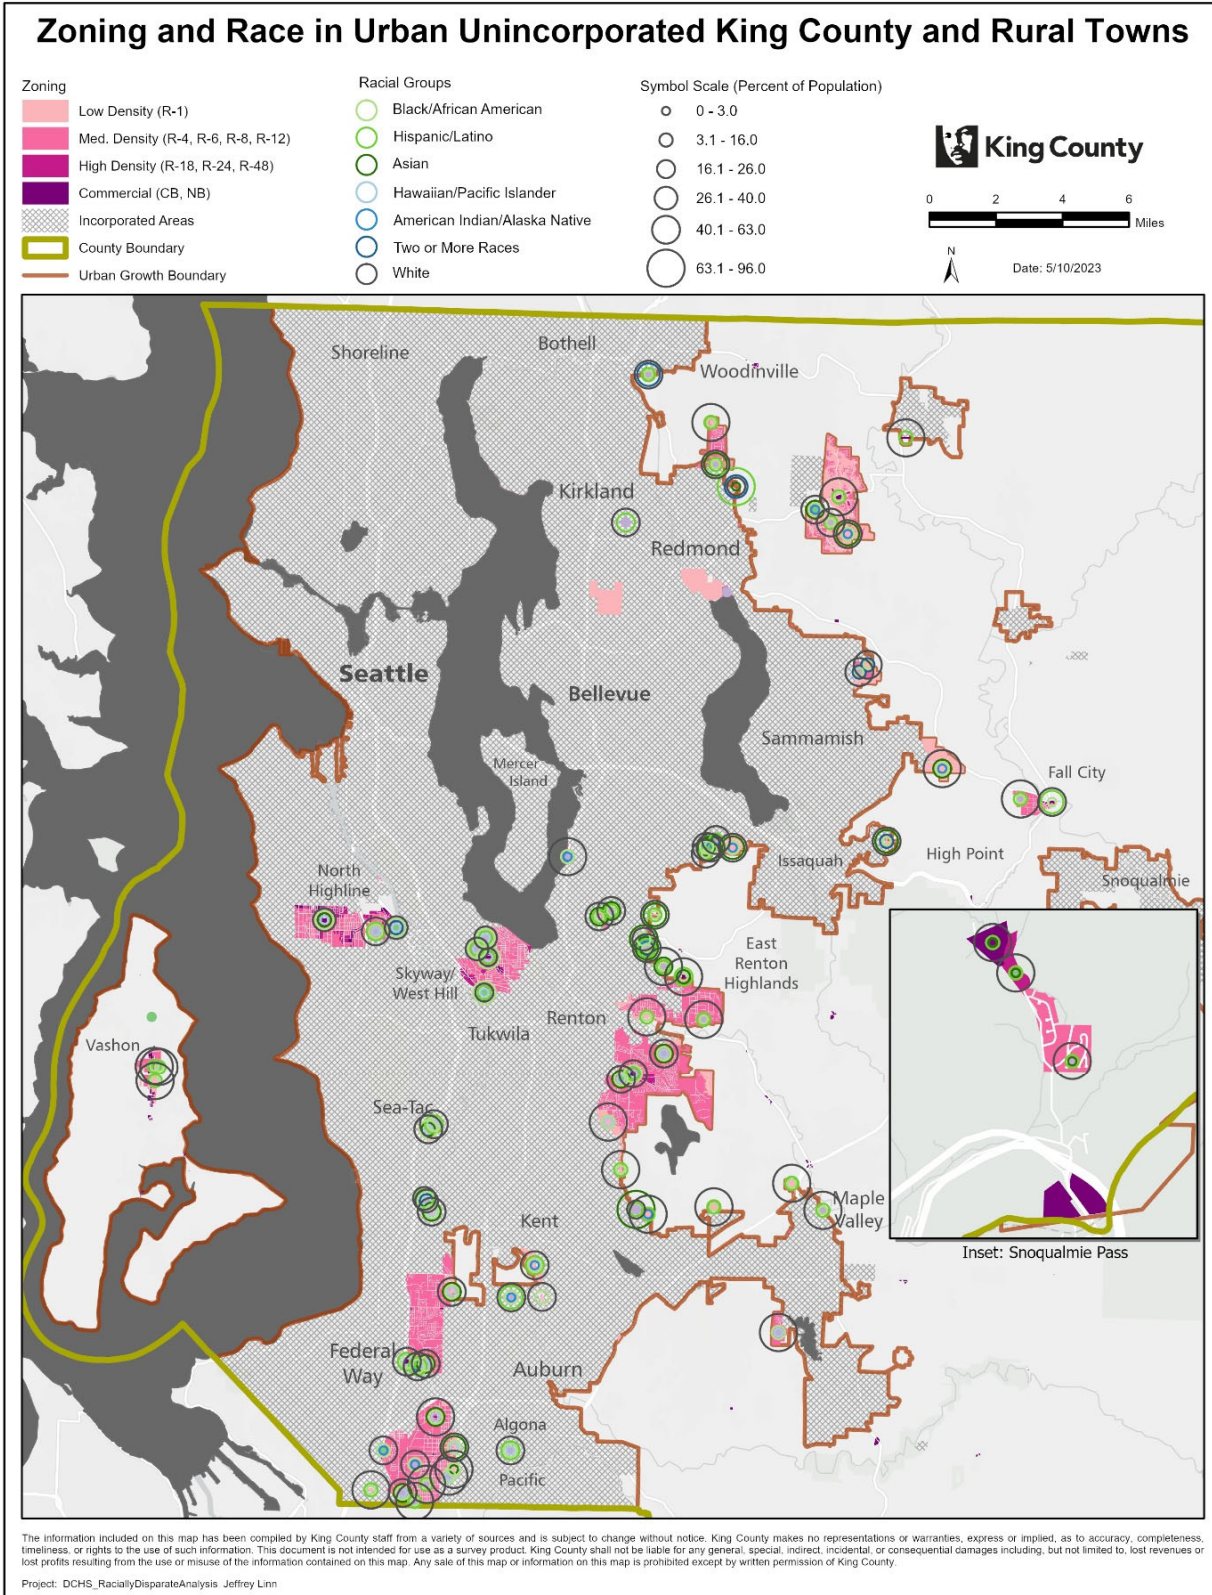 Zoning and Race in Urban Unincorporated King County and Rural Towns
Zoning
Low Density (R-1)
Med. Density (R-4, R-6, R-8, R-12)
High Density (R-18, R-24, R-48)
Commercial (CB, NB)
Incorporated Areas
County Boundary
Urban Growth Boundary
Racial Groups
Black/African American
Hispanic/Latino
Asian
Hawaiian/Pacific Islander
American Indian/Alaska Native
Two or More Races
White
Symbol Scale (Percent of Population)
0 - 3.0
3.1 - 16.0
16.1 - 26.0
26.1 - 40.0
40.1 - 63.0
63.1 - 96.0
King County
0 2 4 6
Miles
N
Date: 5/10/2023
Shoreline
Bothell
Woodinville
Kirkland
Redmond
Seattle
Bellevue
Sammamish
Mercer
Island
Fall City
Issaquah
High Point
Snoqualmie
North
Highline
East
Renton
Highlands
Skyway/
West Hill
Renton
Tukwila
Vashon
Sea-Tac
Maple
Valley
Kent
Inset: Snoqualmie Pass
Federal
Way
Auburn
Algona
Pacific
The information included on this map has been compiled by King County staff from a variety of sources and is subject to change without notice. King County makes no representations or warranties, express or implied, as to accuracy, completeness,
timeliness, or rights to the use of such information. This document is not intended for use as a survey product. King County shall not be liable for any general, special, indirect, incidental, or consequential damages including, but not limited to, lost revenues or
lost profits resulting from the use or misuse of the information contained on this map. Any sale of this map or information on this map is prohibited except by written permission of King County.
Project: DCHS_RaciallyDisparateAnalysis Jeffrey Linn